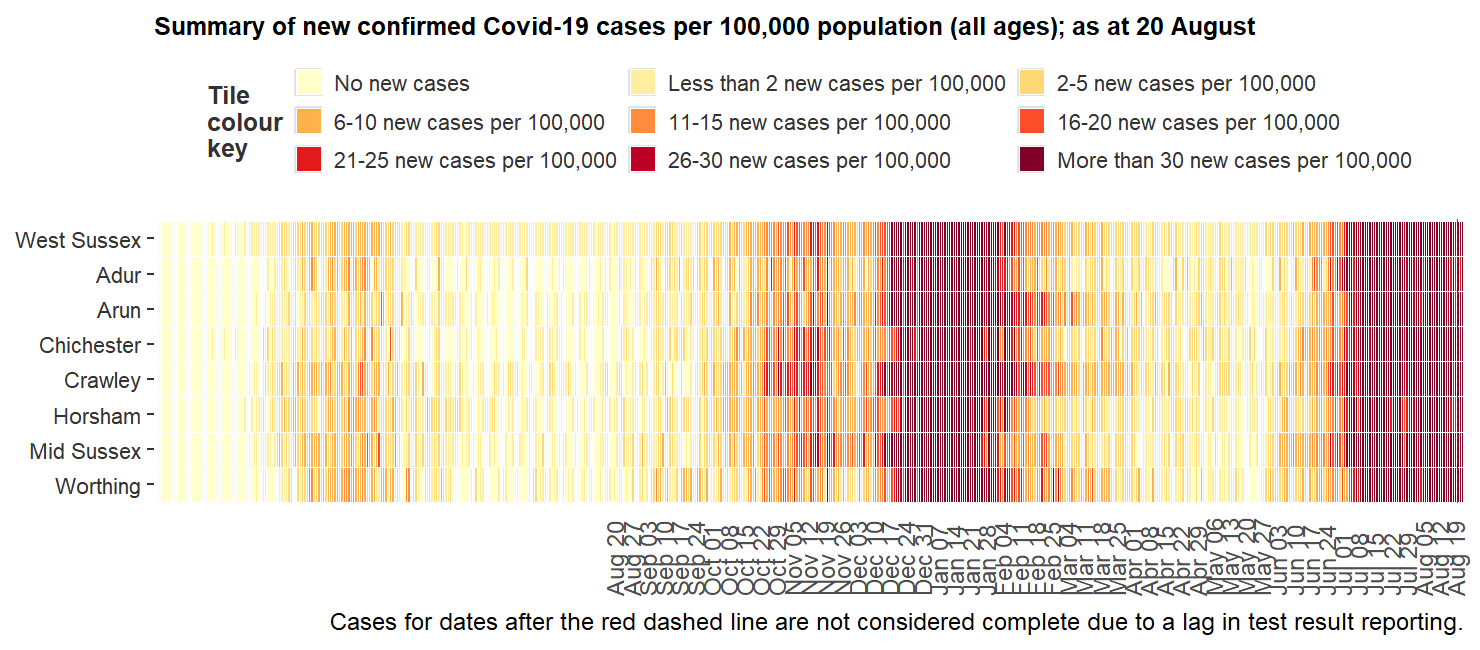 Summary of new confirmed Covid-19 cases per 100,000 population (all ages); as at 20 August
Tile colour key
No new cases
Less than 2 new cases per 100,000
2-5 new cases per 100,000
6-10 new cases per 100,000
11-15 new cases per 100,000
16-20 new cases per 100,000
21-25 new cases per 100,000
26-30 new cases per 100,000
More than 30 new cases per 100,000
West Sussex
Adur
Arun
Chichester
Crawley
Horsham
Mid Sussex
Worthing
Aug 20
Aug 27
Sep 03
Sep 10
Sep 17
Sep 24
Oct 01
Oct 08
Oct 15
Oct 22
Oct 29
Nov 05
Nov 12
Nov 19
Nov 26
Dec 03
Dec 10
Dec 17
Dec 24
Dec 31
Jan 07
Jan 14
Jan 21
Jan 28
Feb 04
Feb 11
Feb 18
Feb 25
Mar 04
Mar 11
Mar 18
Mar 25
Apr 01
Apr 08
Apr 15
Apr 22
Apr 29
May 06
May 13
May 20
May 27
Jun 03
Jun 10
Jun 17
Jun 24
Jul 01
Jul 08
Jul 15
Jul 22
Jul 29
Aug 05
Aug 12
Aug 19
Cases for dates after the red dashed line are not considered complete due to a lag in test result reporting.